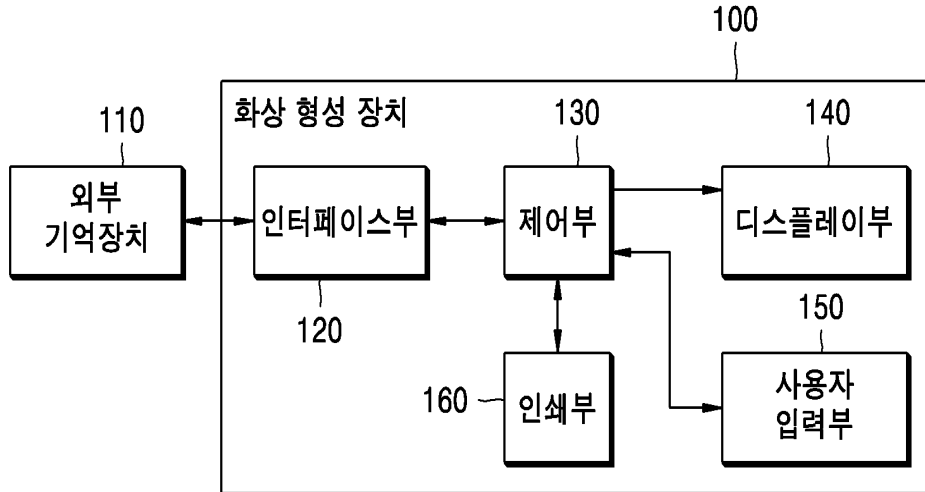 100
화상 형성 장치
110
130
140
외부
기억장치
인터페이스부
제어부
디스플레이부
120
150
160
인쇄부
사용자
입력부